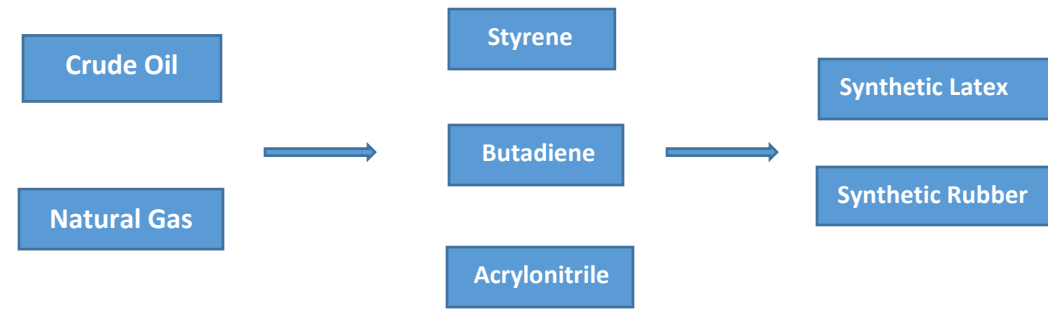 Crude Oil
Natural Gas
Styrene
Butadiene
Acrylonitrile
Synthetic Latex
Synthetic Rubber